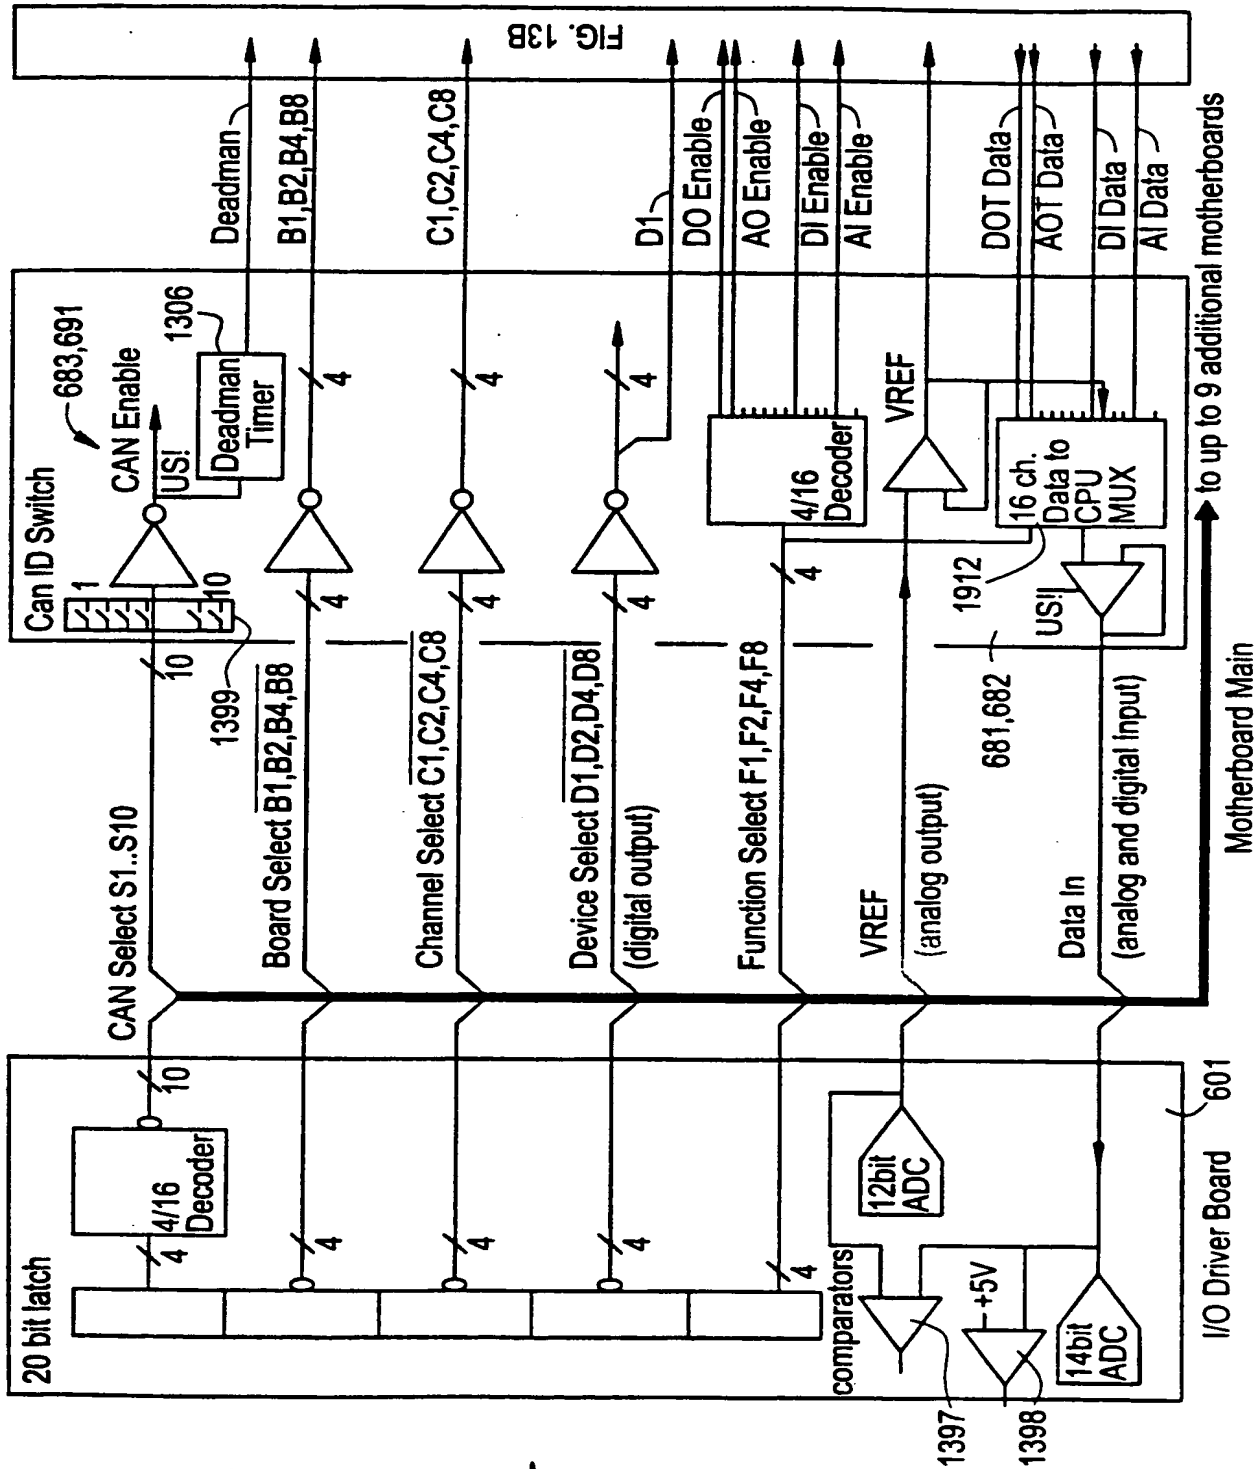 20 bit latch
4/16
Decoder
4
10
4
4
4
4
comparators
12bit
ADC
+5V
14bit
ADC
1397
1398
601
I/O Driver Board
CAN Select S1..S10
Board Select B1,B2,B4,B8
Channel Select C1,C2,C4,C8
Device Select D1,D2,D4,D8
(digital output)
Function Select F1,F2,F4,F8
VREF
(analog output)
Data In
(analog and digital input)
Motherboard Main
to up to 9 additional motherboards
10
1399
Can ID Switch
1
10
683,691
CAN Enable
US!
Deadman
Timer
1306
4
4
4
4
4
4
4
4/16
Decoder
VREF
16 ch.
Data to
CPU
MUX
1912
US!!
681,682
Deadman
B1,B2,B4,B8
C1,C2,C4,C8
D1
DO Enable
AO Enable
DI Enable
AI Enable
DOT Data
AOT Data
DI Data
AI Data
FIG. 13B